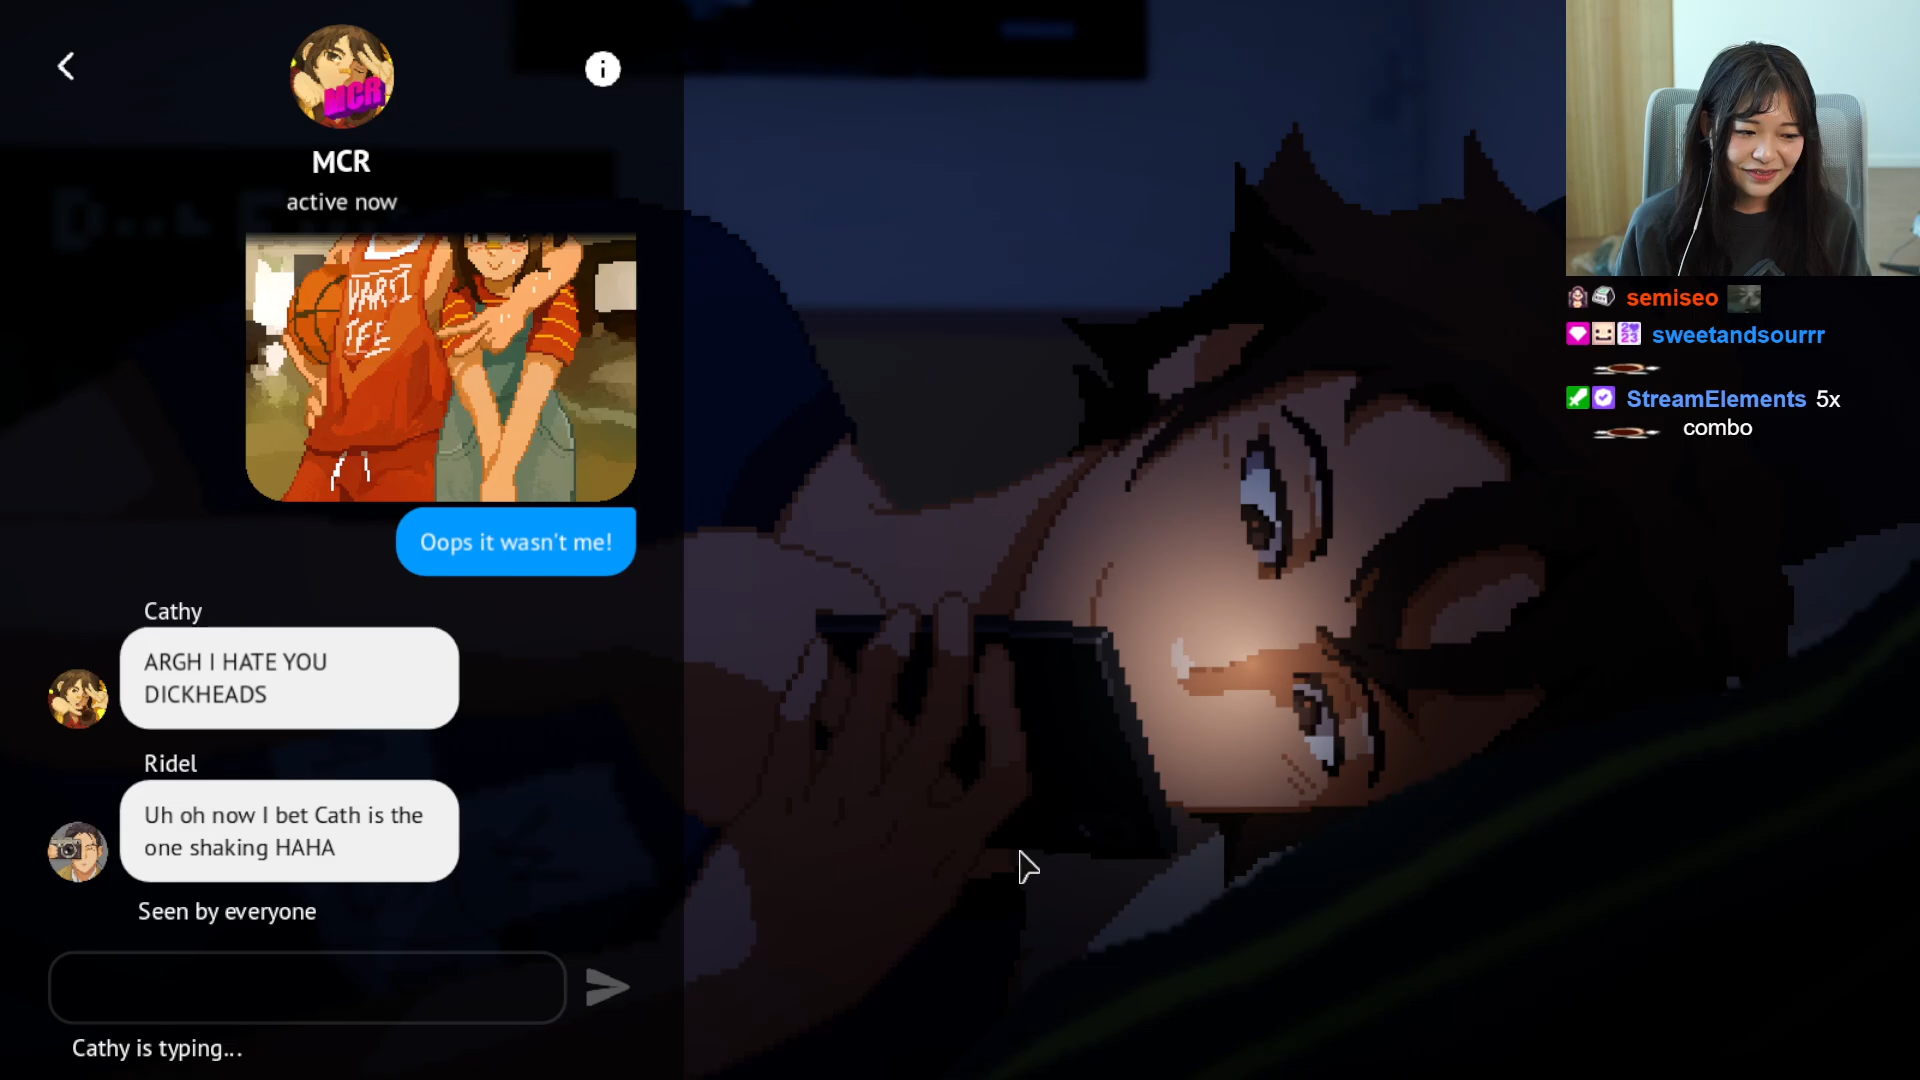 MCR
MCR
active now
Oops it wasn't me!
Cathy
ARGH I HATE YOU
DICKHEADS
Ridel
Uh oh now I bet Cath is the
one shaking HAHA
Seen by everyone
Cathy is typing...
semiseo
sweetandsourrr
StreamElements 5x
combo